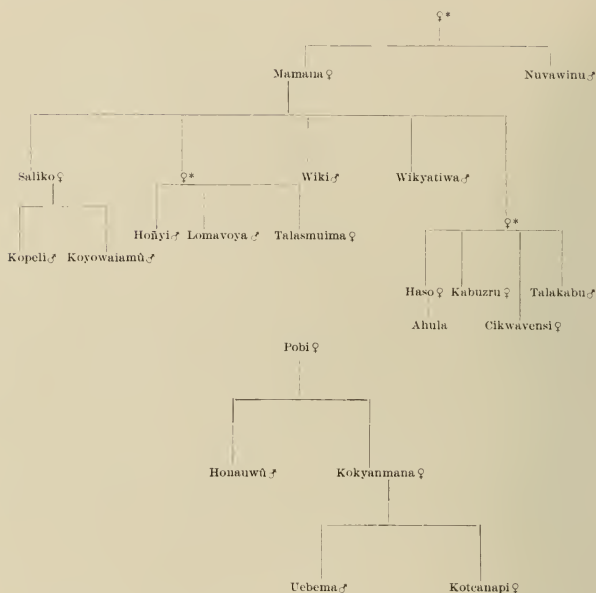 ♀*
Mamana♀ Nuvawinu♂
Saliko♀ ♀* Wiki♂ Wikyatiwa♂
♀*
Hoñyi♂ Lomavoya♂ Talasmuima♀
Kopeli♂ Koyowaiamû♂
Haso♀ Kabuzru♀ Talakabu♂
Ahula Cikwavensi♀
Pobi♀
Honauwû♂ Kokyanmana♀
Uebema♂ Kotcanapi♀